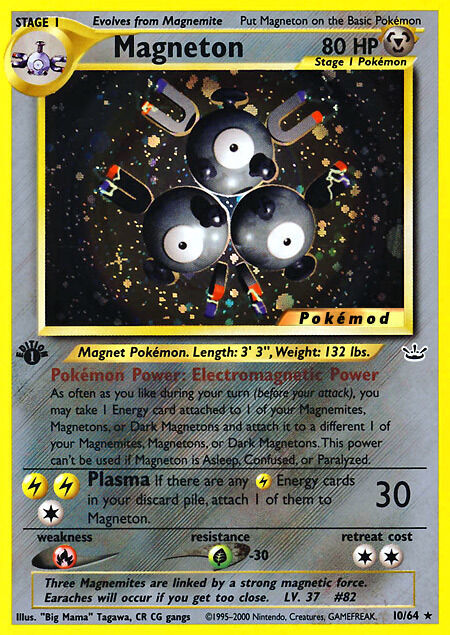 STAGE 1 Evolves from Magnemite Put Magneton on the Basic Pokémon
Magneton 80 HP
Stage 1 Pokémon
Pokémod
EDITION
1
Magnet Pokémon. Length: 3' 3", Weight: 132 lbs.
Pokémon Power: Electromagnetic Power
As often as you like during your turn (before your attack), you
may take 1 Energy card attached to 1 of your Magnemites,
Magnetons, or Dark Magnetons and attach it to a different 1 of
your Magnemites, Magnetons, or Dark Magnetons. This power
can't be used if Magneton is Asleep, Confused, or Paralyzed.
Plasma If there are any Energy cards
in your discard pile, attach 1 of them to
Magneton.
30
weakness resistance retreat cost
-30
Three Magnemites are linked by a strong magnetic force.
Earaches will occur if you get too close. LV. 37 #82
Illus. "Big Mama" Tagawa, CR CG gangs ©1995-2000 Nintendo, Creatures, GAMEFREAK. 10/64 ★